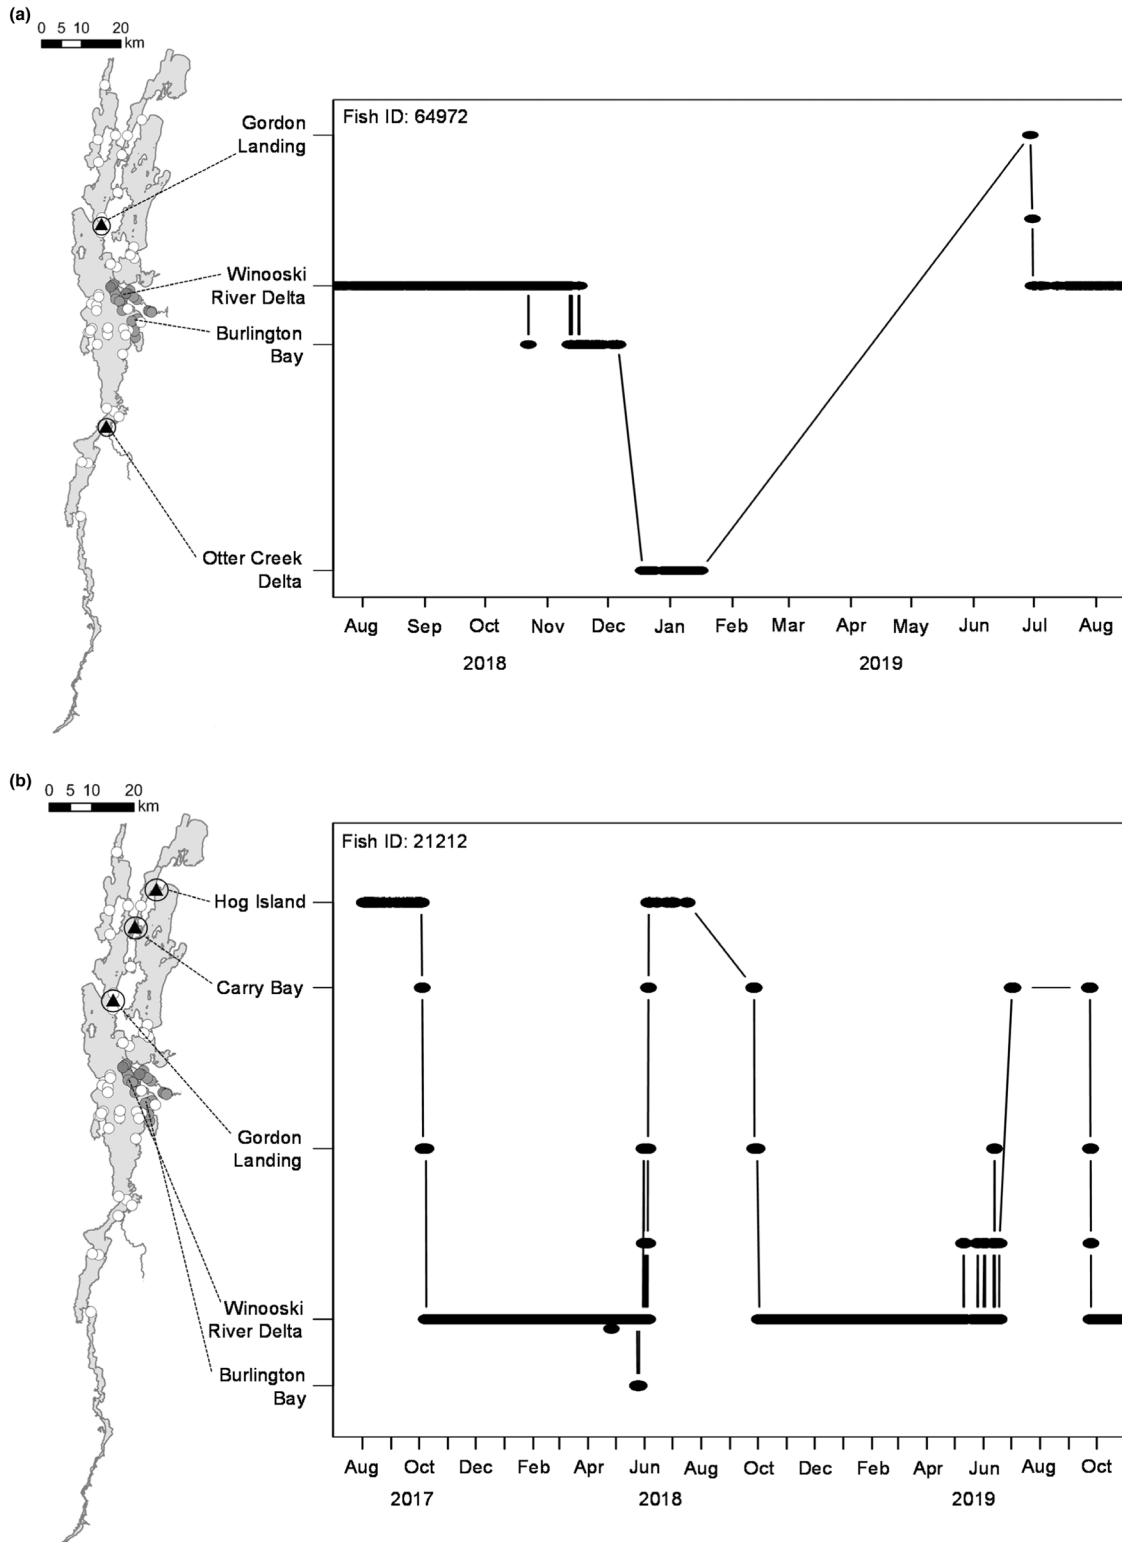 (a)
0 5 10 20
km
Fish ID: 64972
Gordon
Landing
Winooski
River Delta
Burlington
Bay
Otter Creek
Delta
Aug Sep Oct Nov Dec Jan Feb Mar Apr May Jun Jul Aug
2018 2019
(b)
0 5 10 20
km
Fish ID: 21212
Hog Island
Carry Bay
Gordon
Landing
Winooski
River Delta
Burlington
Bay
Aug Oct Dec Feb Apr Jun Aug Oct Dec Feb Apr Jun Aug Oct
2017 2018 2019